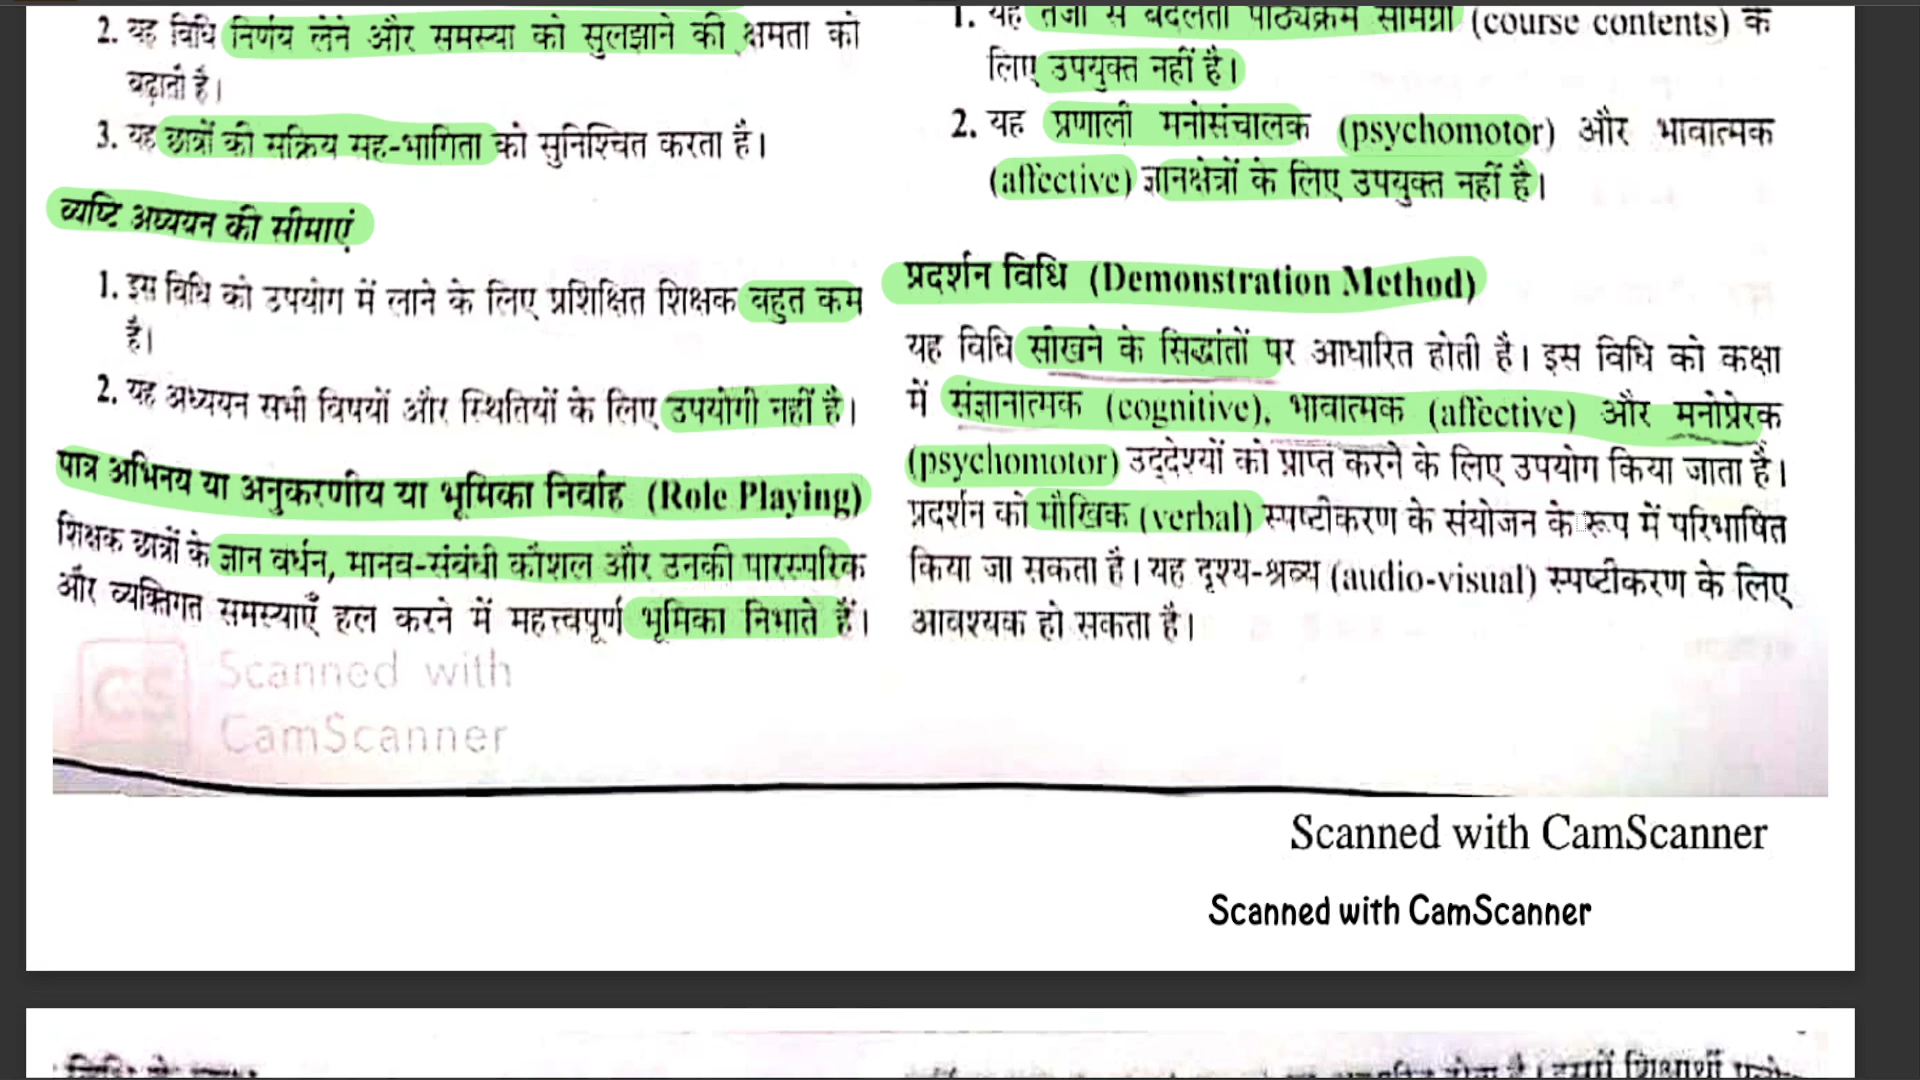 2. यह विधि निर्णय लेने और समस्या को सुलझाने की क्षमता को
बढ़ाती है।
3. यह छात्रों की सक्रिय सह-भागिता को सुनिश्चित करता है।
व्यष्टि अध्ययन की सीमाएं
1. इस विधि को उपयोग में लाने के लिए प्रशिक्षित शिक्षक बहुत कम
है।
2. यह अध्ययन सभी विषयों और स्थितियों के लिए उपयोगी नहीं है।
पात्र अभिनय या अनुकरणीय या भूमिका निर्वाह (Role Playing)
शिक्षक छात्रों के ज्ञान वर्धन, मानव-संबंधी कौशल और उनकी पारस्परिक
और व्यक्तिगत समस्याएँ हल करने में महत्त्वपूर्ण भूमिका निभाते हैं।
1. यह तेजी से बदलती पाठ्यक्रम सामग्री (course contents) के
लिए उपयुक्त नहीं है।
2. यह प्रणाली मनोसंचालक (psychomotor) और भावात्मक
(affective) ज्ञानक्षेत्रों के लिए उपयुक्त नहीं है।
प्रदर्शन विधि (Demonstration Method)
यह विधि सीखने के सिद्धांतों पर आधारित होती है। इस विधि को कक्षा
में संज्ञानात्मक (cognitive), भावात्मक (affective) और मनोप्रेरक
(psychomotor) उद्देश्यों को प्राप्त करने के लिए उपयोग किया जाता है।
प्रदर्शन को मौखिक (verbal) स्पष्टीकरण के संयोजन के रूप में परिभाषित
किया जा सकता है। यह दृश्य-श्रव्य (audio-visual) स्पष्टीकरण के लिए
आवश्यक हो सकता है।
CS Scanned with
CamScanner
Scanned with CamScanner
Scanned with CamScanner